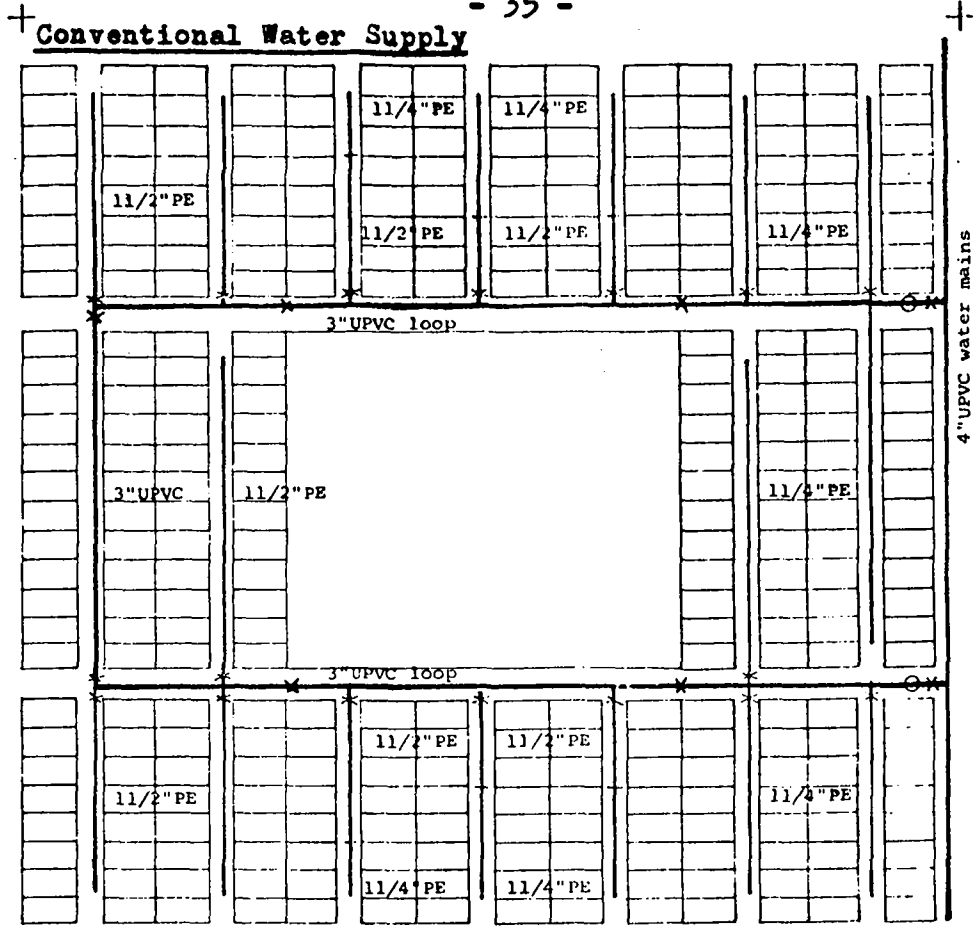 - 35 -
Conventional Water Supply
11/4"PE 11/4"PE
11/2"PE
11/2"PE 11/2"PE 11/4"PE
3"UPVC loop
4"UPVC water mains
3"UPVC 11/2"PE 11/4"PE
3"UPVC loop
11/2"PE 11/2"PE
11/2"PE 11/4"PE
11/4"PE 11/4"PE